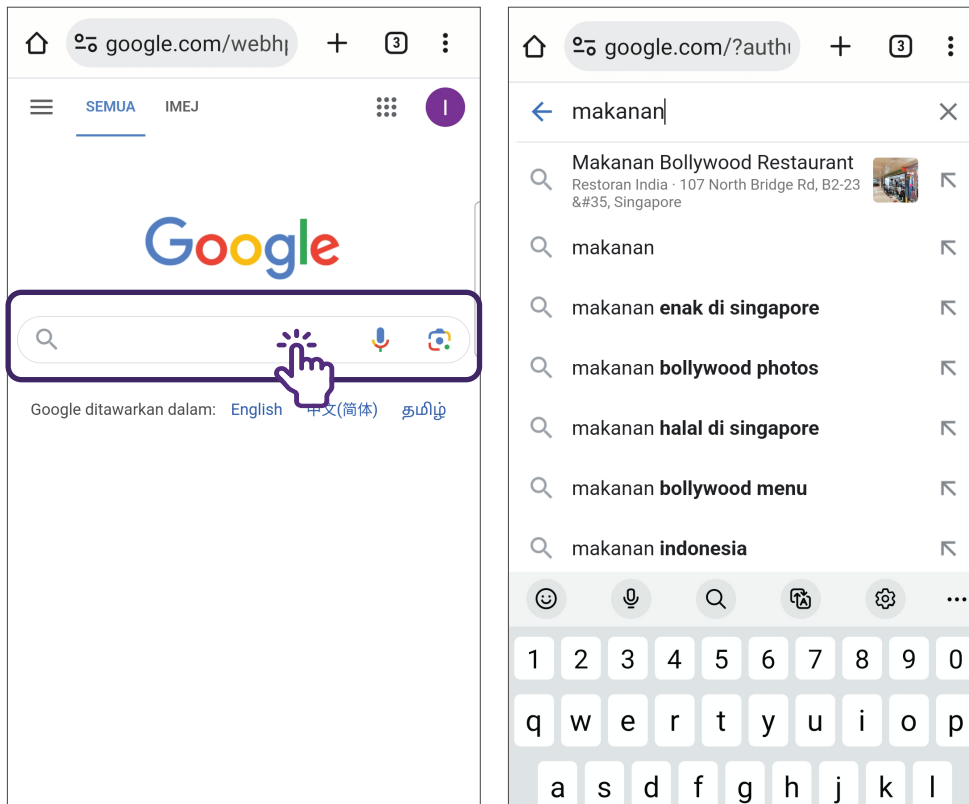 google.com/webhp
3
SEMUA IMEJ
I
Google
Google ditawarkan dalam: English 中文(简体) தமிழ்
google.com/?auth
3
makanan
Makanan Bollywood Restaurant
Restoran India · 107 North Bridge Rd, B2-23
&#35, Singapore
makanan
makanan enak di singapore
makanan bollywood photos
makanan halal di singapore
makanan bollywood menu
makanan indonesia
1 2 3 4 5 6 7 8 9 0
q w e r t y u i o p
a s d f g h j k l